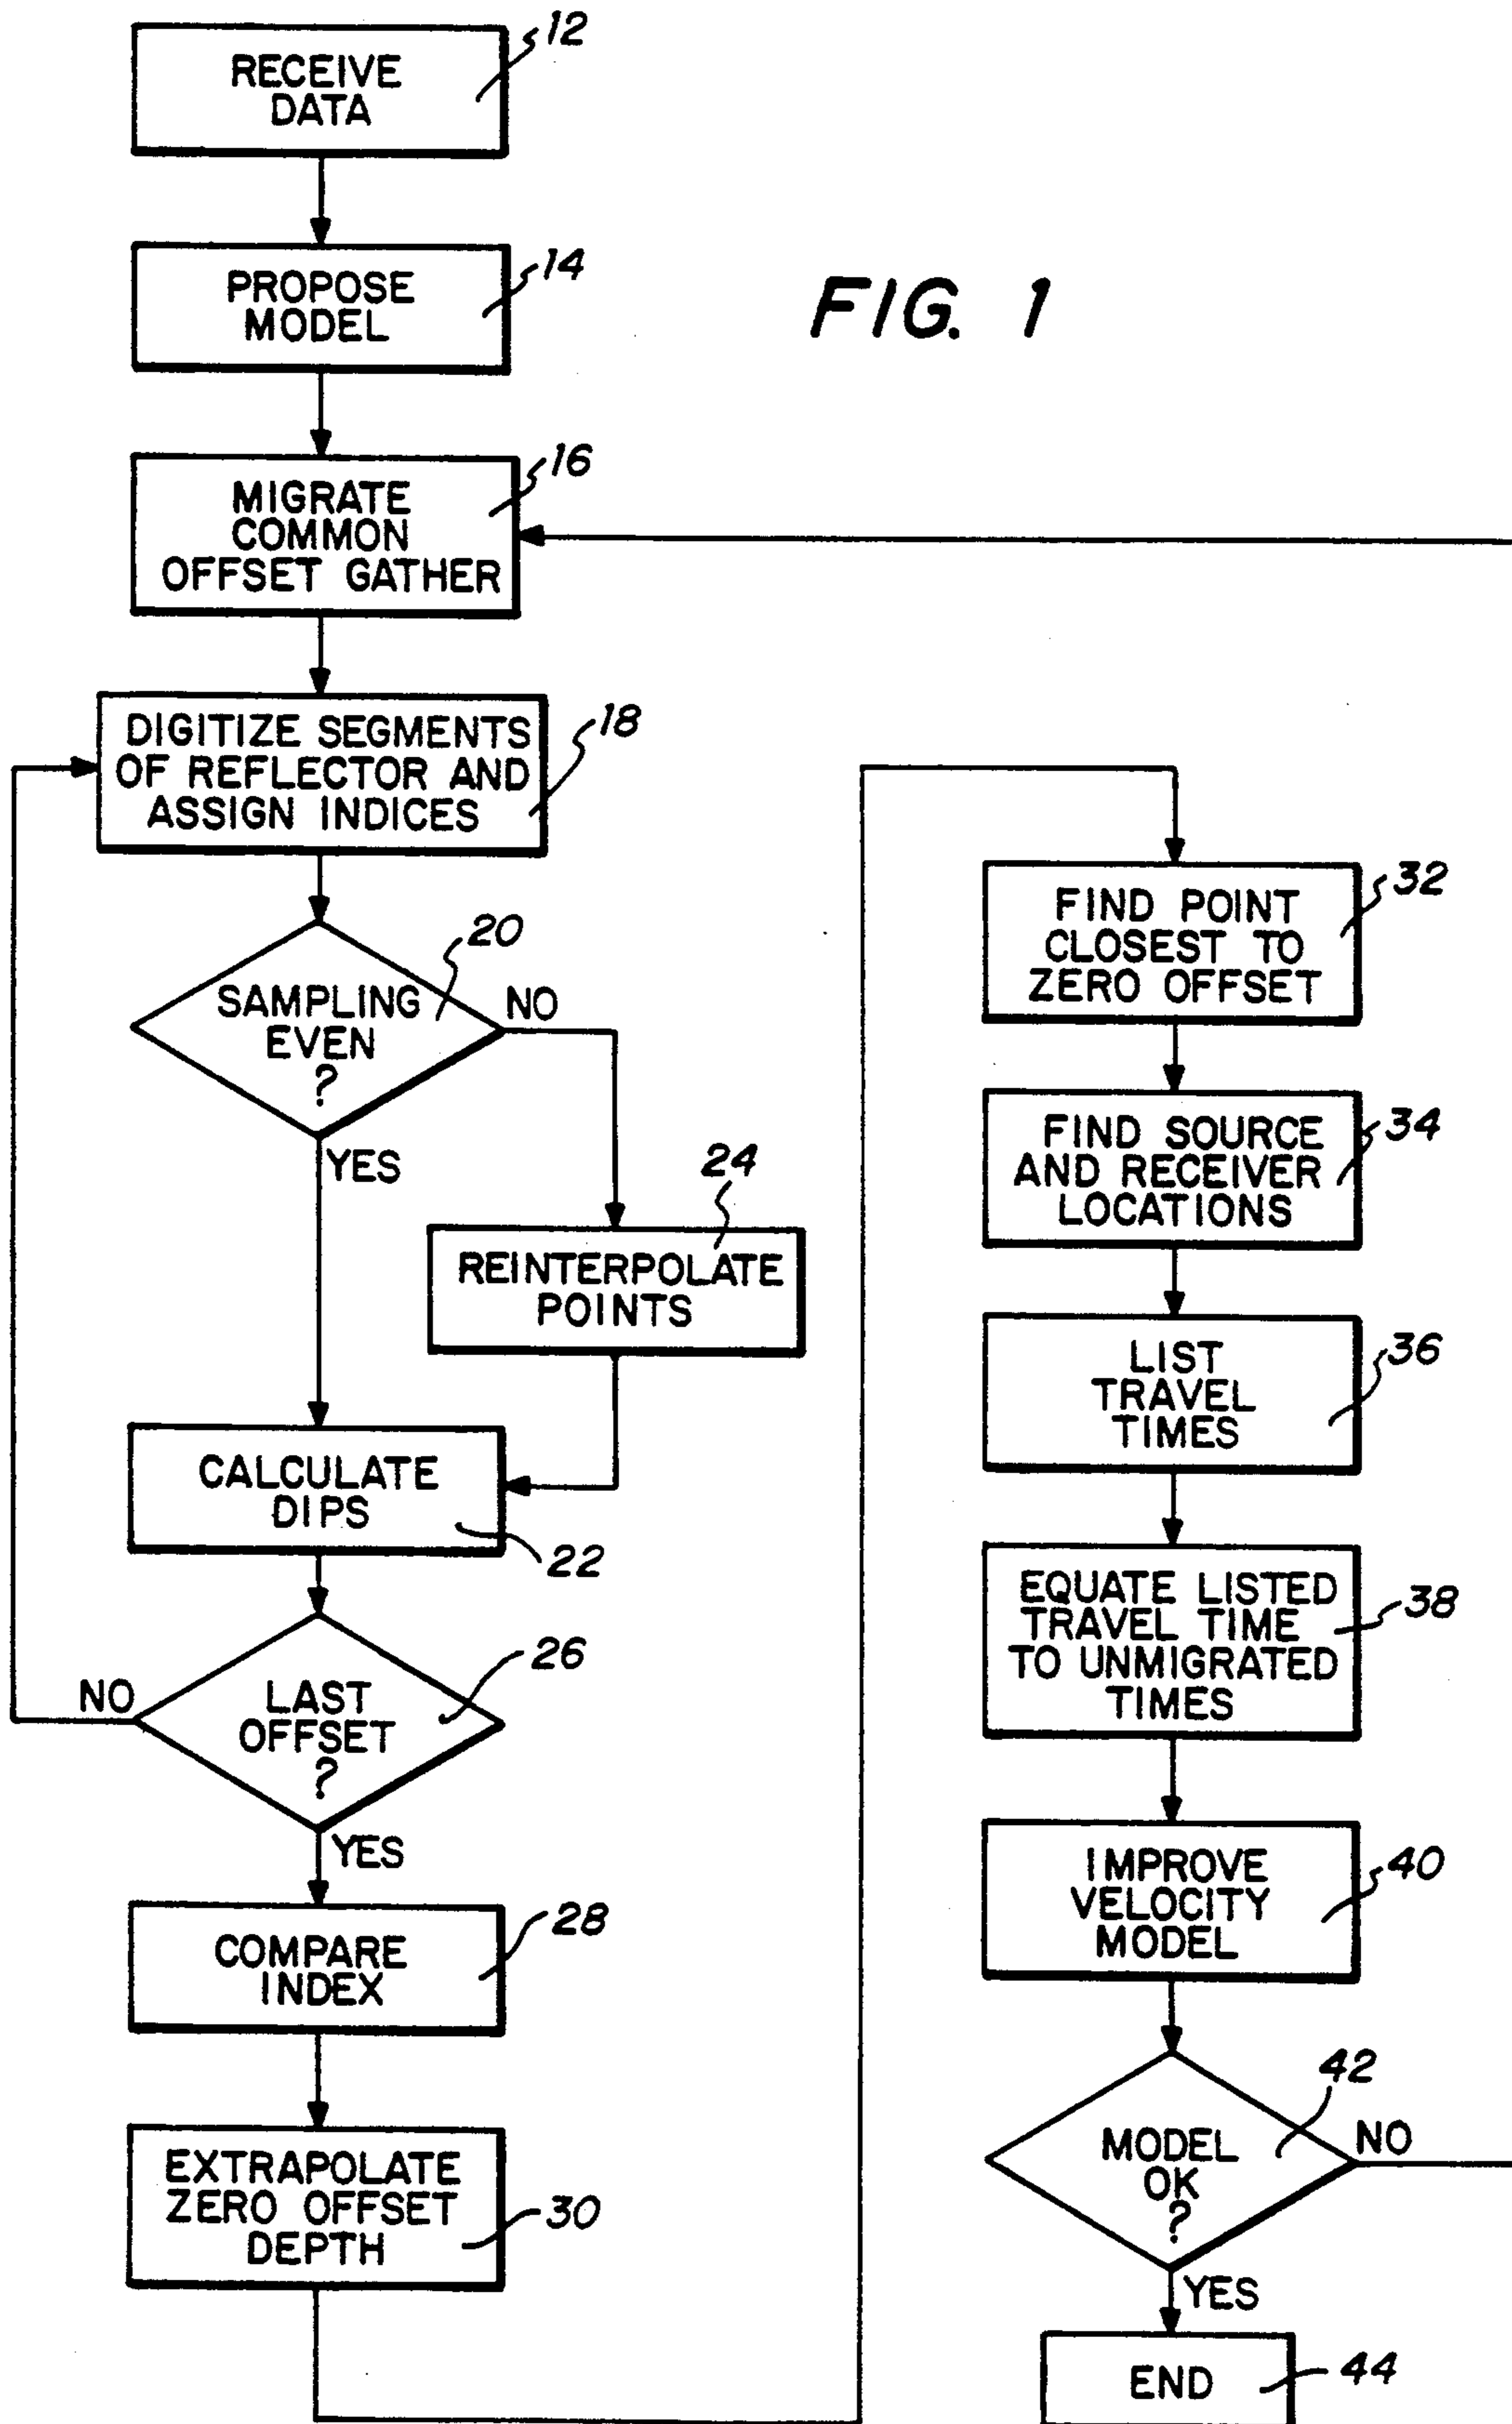 12
RECEIVE
DATA
14
PROPOSE
MODEL
FIG. 1
16
MIGRATE
COMMON
OFFSET GATHER
18
DIGITIZE SEGMENTS
OF REFLECTOR AND
ASSIGN INDICES
20
SAMPLING
EVEN
?
NO
YES
24
REINTERPOLATE
POINTS
CALCULATE
DIPS
22
26
LAST
OFFSET
?
NO
YES
28
COMPARE
INDEX
EXTRAPOLATE
ZERO OFFSET
DEPTH
30
32
FIND POINT
CLOSEST TO
ZERO OFFSET
34
FIND SOURCE
AND RECEIVER
LOCATIONS
36
LIST
TRAVEL
TIMES
38
EQUATE LISTED
TRAVEL TIME
TO UNMIGRATED
TIMES
40
IMPROVE
VELOCITY
MODEL
42
MODEL
OK
?
NO
YES
END
44